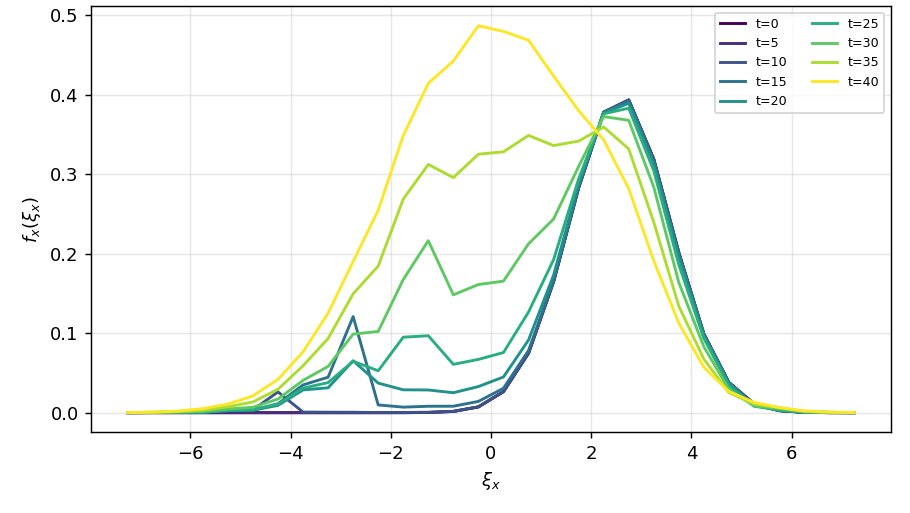 0.5
0.4
0.3
0.2
0.1
0.0
f_x(ξ_x)
−6
−4
−2
0
2
4
6
ξ_x
t=0
t=5
t=10
t=15
t=20
t=25
t=30
t=35
t=40